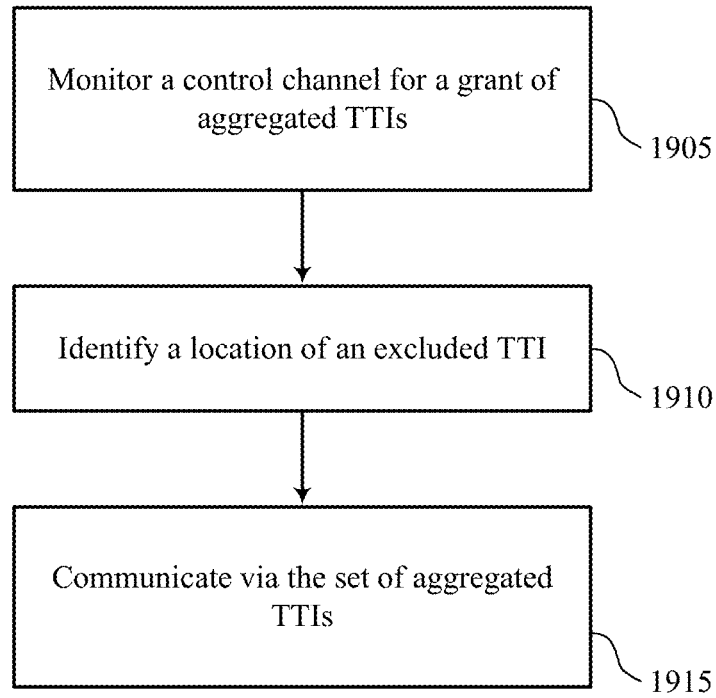 Monitor a control channel for a grant of
aggregated TTIs
1905
Identify a location of an excluded TTI
1910
Communicate via the set of aggregated
TTIs
1915